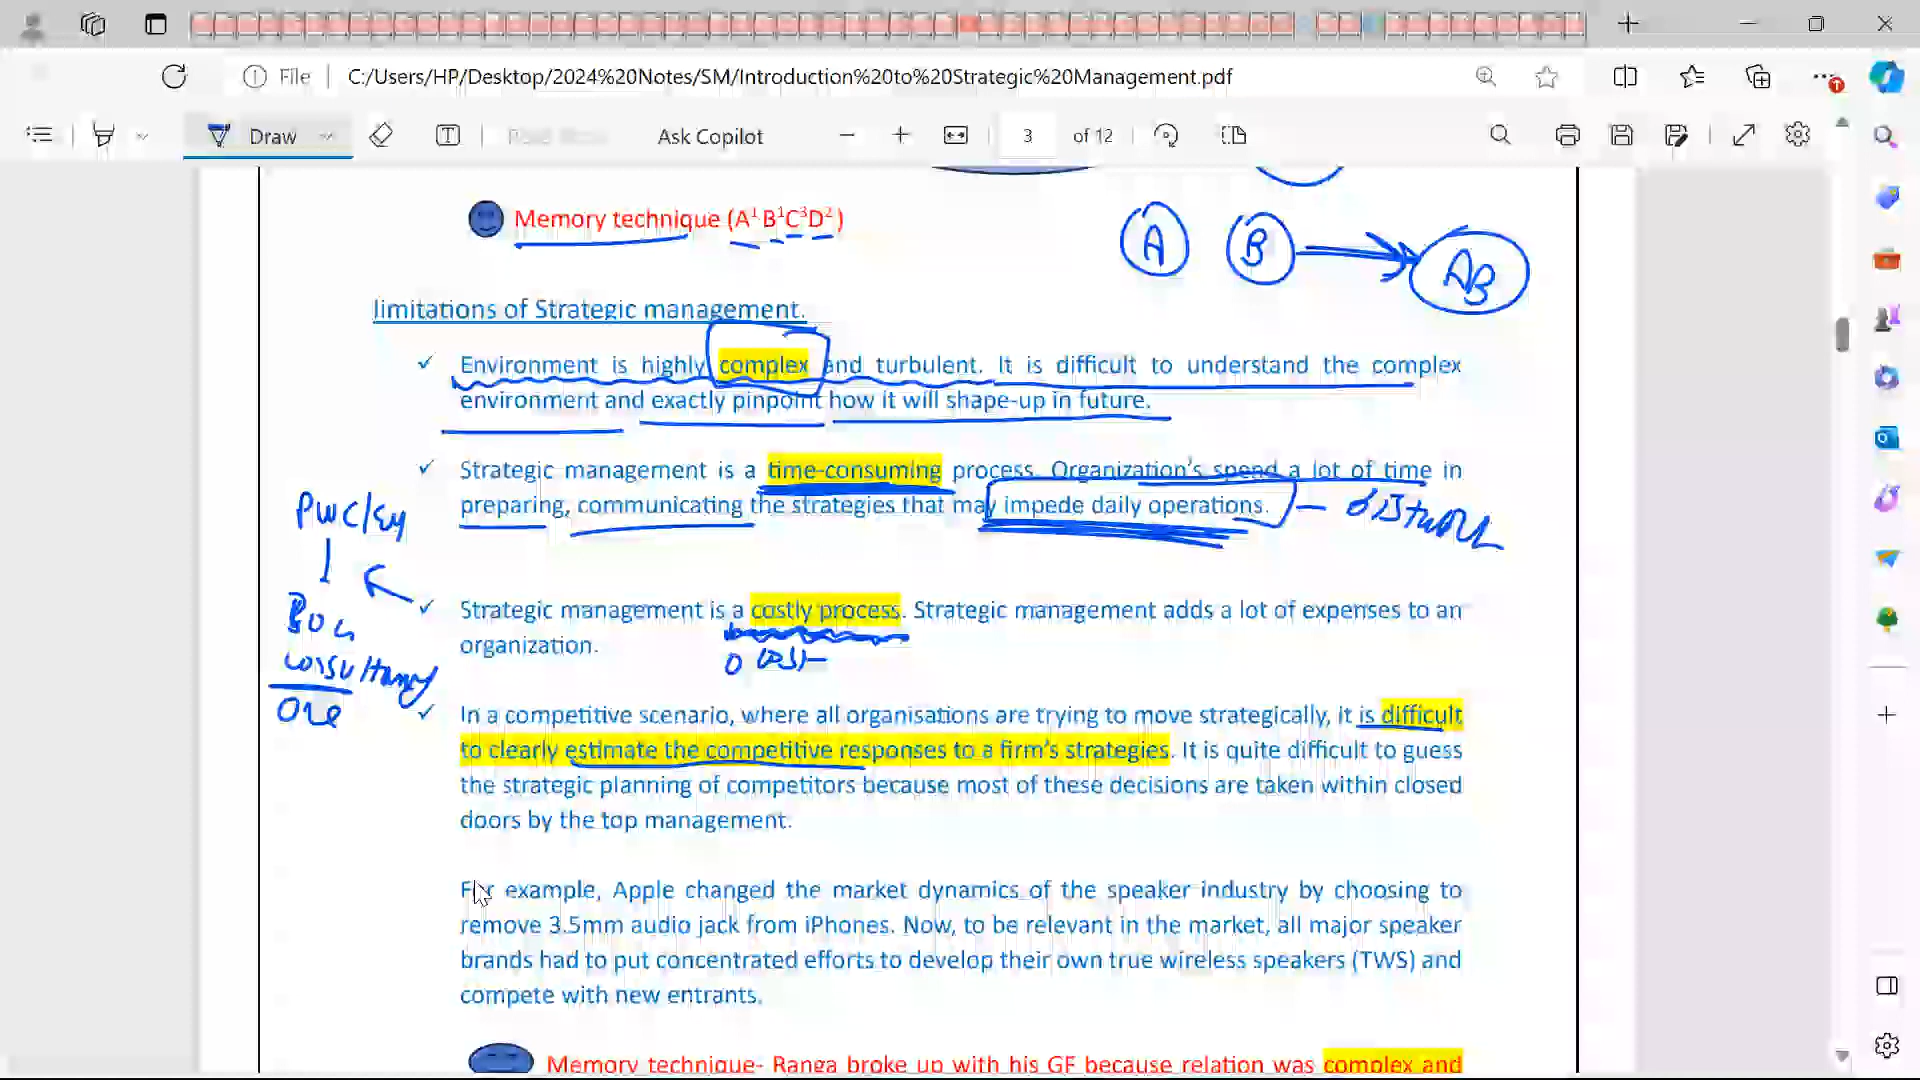 File | C:/Users/HP/Desktop/2024%20Notes/SM/Introduction%20to%20Strategic%20Management.pdf
Draw
Ask Copilot
3 of 12
Memory technique (A¹B¹C³D²)
A B AB
limitations of Strategic management.
✓ Environment is highly complex and turbulent. It is difficult to understand the complex
environment and exactly pinpoint how it will shape-up in future.
✓ Strategic management is a time-consuming process. Organization's spend a lot of time in
preparing, communicating the strategies that may impede daily operations. – disturb
PWC/EY
✓ Strategic management is a costly process. Strategic management adds a lot of expenses to an
organization.
✓ In a competitive scenario, where all organisations are trying to move strategically, it is difficult
to clearly estimate the competitive responses to a firm's strategies. It is quite difficult to guess
the strategic planning of competitors because most of these decisions are taken within closed
doors by the top management.
For example, Apple changed the market dynamics of the speaker industry by choosing to
remove 3.5mm audio jack from iPhones. Now, to be relevant in the market, all major speaker
brands had to put concentrated efforts to develop their own true wireless speakers (TWS) and
compete with new entrants.
Memory technique- Ranga broke up with his GF because relation was complex and